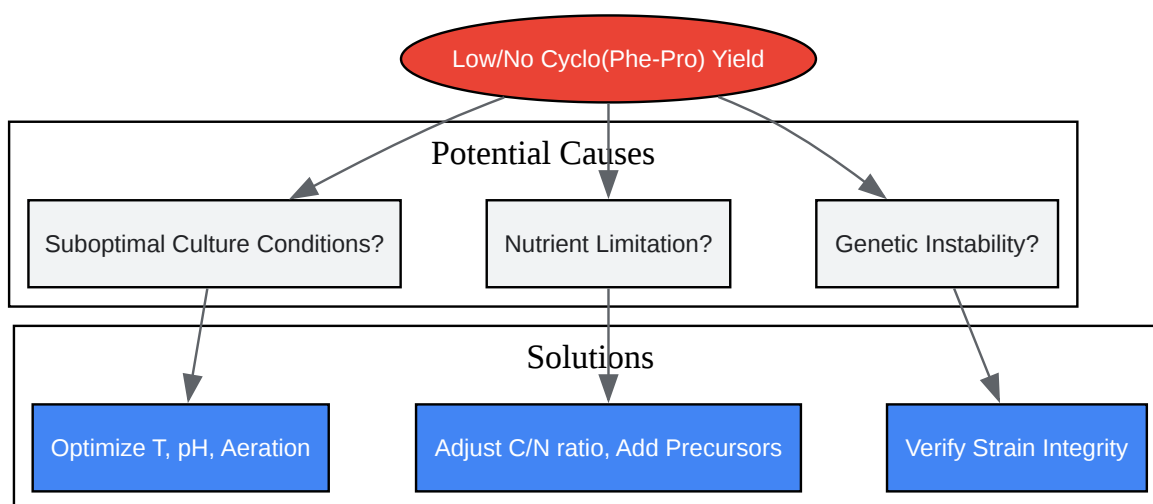 Low/No Cyclo(Phe-Pro) Yield
Potential Causes
Suboptimal Culture Conditions?
Nutrient Limitation?
Genetic Instability?
Solutions
Optimize T, pH, Aeration
Adjust C/N ratio, Add Precursors
Verify Strain Integrity